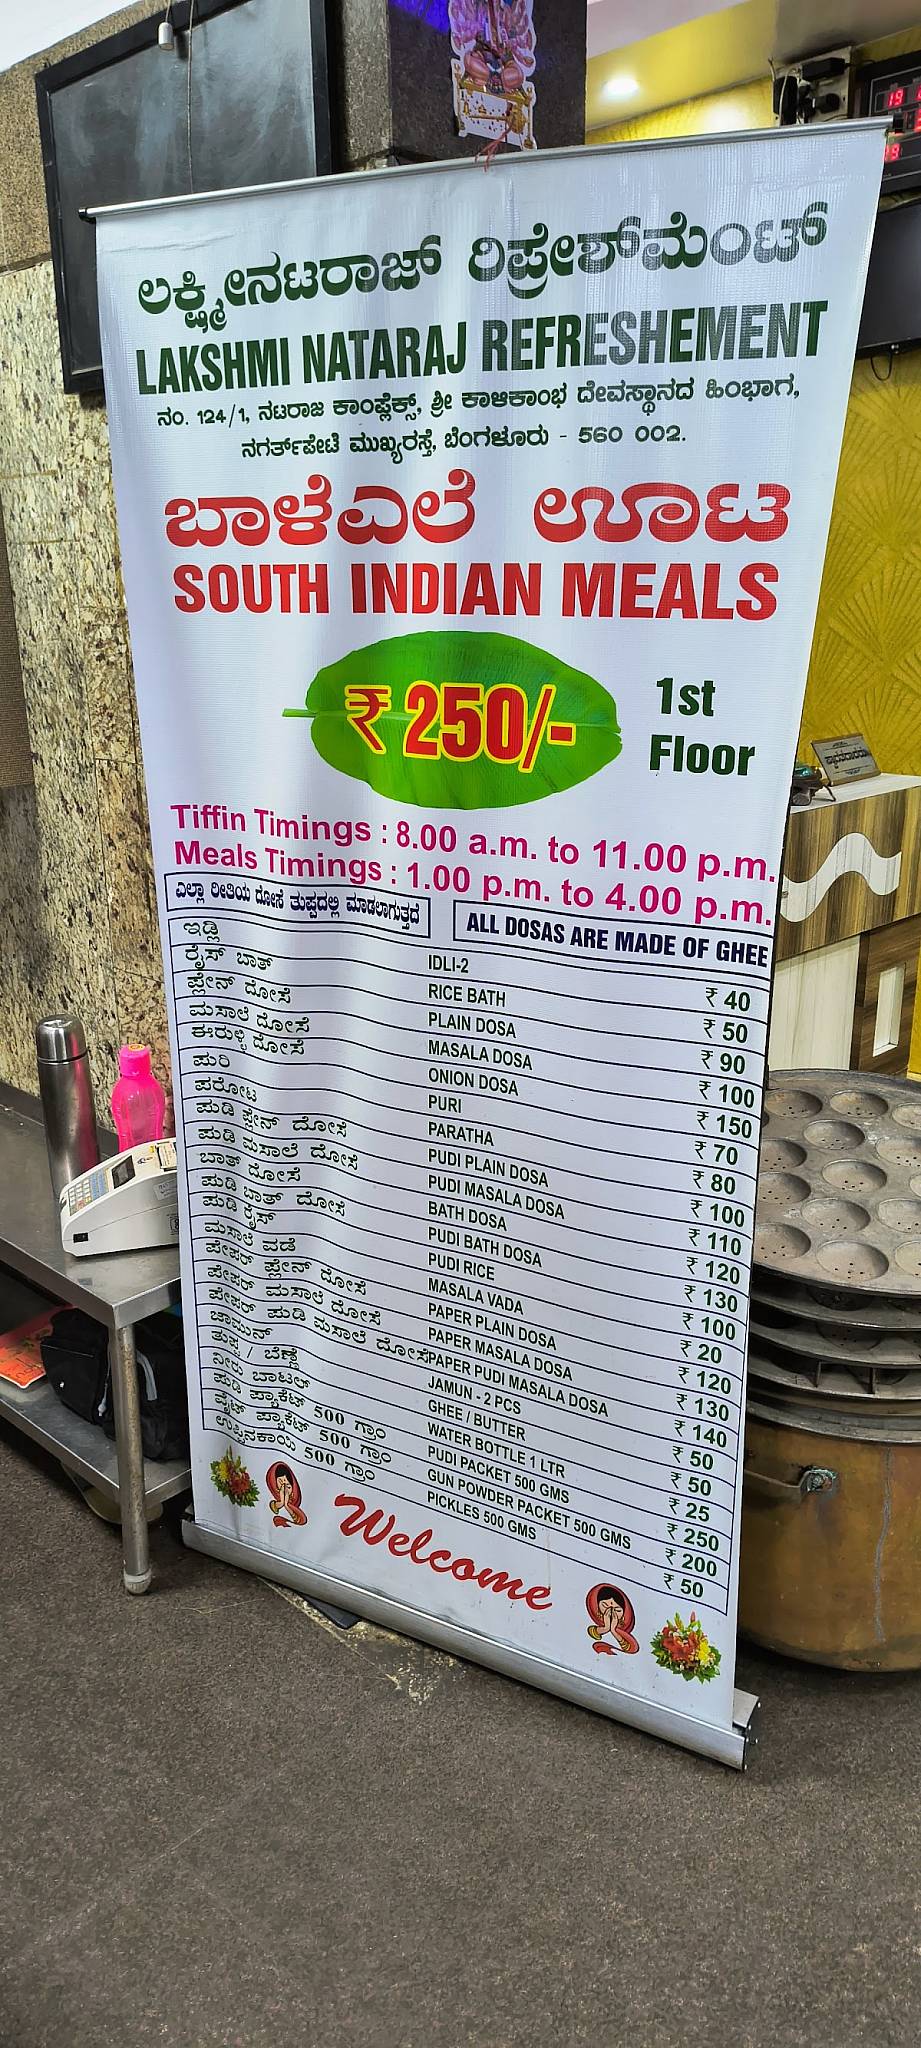 ಲಕ್ಷ್ಮೀನಟರಾಜ್ ರಿಫ್ರೇಶ್‌ಮೆಂಟ್
LAKSHMI NATARAJ REFRESHEMENT
ನಂ. 124/1, ನಟರಾಜ ಕಾಂಪ್ಲೆಕ್ಸ್, ಶ್ರೀ ಕಾಳಿಕಾಂಭ ದೇವಸ್ಥಾನದ ಹಿಂಭಾಗ,
ನಗರ್ತ್‌ಪೇಟೆ ಮುಖ್ಯರಸ್ತೆ, ಬೆಂಗಳೂರು - 560 002.
ಬಾಳೆಎಲೆ ಊಟ
SOUTH INDIAN MEALS
₹ 250/-
1st
Floor
Tiffin Timings : 8.00 a.m. to 11.00 p.m.
Meals Timings : 1.00 p.m. to 4.00 p.m.
ಎಲ್ಲಾ ರೀತಿಯ ದೋಸೆ ತುಪ್ಪದಲ್ಲಿ ಮಾಡಲಾಗುತ್ತದೆ ALL DOSAS ARE MADE OF GHEE
ಇಡ್ಲಿ IDLI-2 ₹ 40
ರೈಸ್ ಬಾತ್ RICE BATH ₹ 50
ಪ್ಲೇನ್ ದೋಸೆ PLAIN DOSA ₹ 90
ಮಸಾಲೆ ದೋಸೆ MASALA DOSA ₹ 100
ಈರುಳ್ಳಿ ದೋಸೆ ONION DOSA ₹ 150
ಪುರಿ PURI ₹ 70
ಪರೋಟ PARATHA ₹ 80
ಪುಡಿ ಪ್ಲೇನ್ ದೋಸೆ PUDI PLAIN DOSA ₹ 100
ಪುಡಿ ಮಸಾಲೆ ದೋಸೆ PUDI MASALA DOSA ₹ 110
ಬಾತ್ ದೋಸೆ BATH DOSA ₹ 120
ಪುಡಿ ಬಾತ್ ದೋಸೆ PUDI BATH DOSA ₹ 130
ಪುಡಿ ರೈಸ್ PUDI RICE ₹ 100
ಮಸಾಲೆ ವಡೆ MASALA VADA ₹ 20
ಪೇಪರ್ ಪ್ಲೇನ್ ದೋಸೆ PAPER PLAIN DOSA ₹ 120
ಪೇಪರ್ ಮಸಾಲೆ ದೋಸೆ PAPER MASALA DOSA ₹ 130
ಪೇಪರ್ ಪುಡಿ ಮಸಾಲೆ ದೋಸೆ PAPER PUDI MASALA DOSA ₹ 140
ಜಾಮುನ್ JAMUN - 2 PCS ₹ 50
ತುಪ್ಪ / ಬೆಣ್ಣೆ GHEE / BUTTER ₹ 50
ನೀರು ಬಾಟಲ್ WATER BOTTLE 1 LTR ₹ 25
ಪುಡಿ ಪ್ಯಾಕೆಟ್ 500 ಗ್ರಾಂ PUDI PACKET 500 GMS ₹ 250
ವೈಟ್ ಪ್ಯಾಕೆಟ್ 500 ಗ್ರಾಂ GUN POWDER PACKET 500 GMS ₹ 200
ಉಪ್ಪಿನಕಾಯಿ 500 ಗ್ರಾಂ PICKLES 500 GMS ₹ 50
Welcome